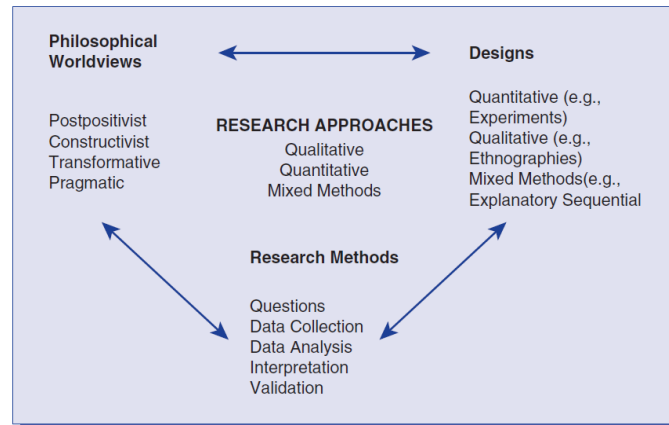 Philosophical
Worldviews
Postpositivist
Constructivist
Transformative
Pragmatic
RESEARCH APPROACHES
Qualitative
Quantitative
Mixed Methods
Designs
Quantitative (e.g.,
Experiments)
Qualitative (e.g.,
Ethnographies)
Mixed Methods(e.g.,
Explanatory Sequential
Research Methods
Questions
Data Collection
Data Analysis
Interpretation
Validation